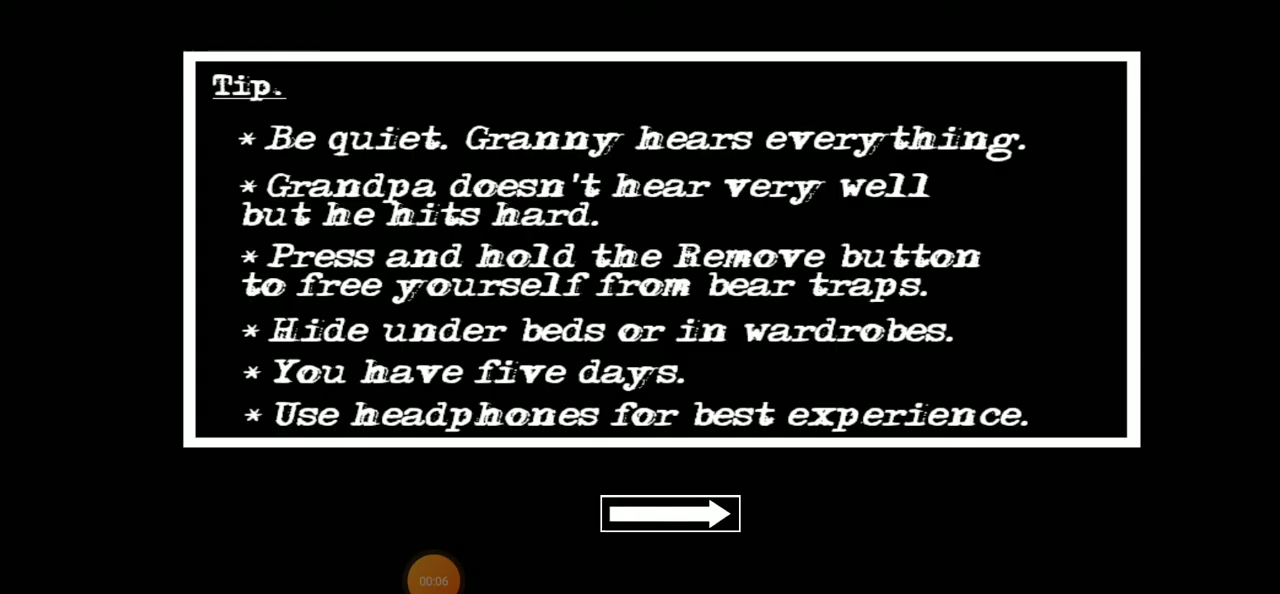 Tip.
* Be quiet. Granny hears everything.
* Grandpa doesn't hear very well
but he hits hard.
* Press and hold the Remove button
to free yourself from bear traps.
* Hide under beds or in wardrobes.
* You have five days.
* Use headphones for best experience.
00:06